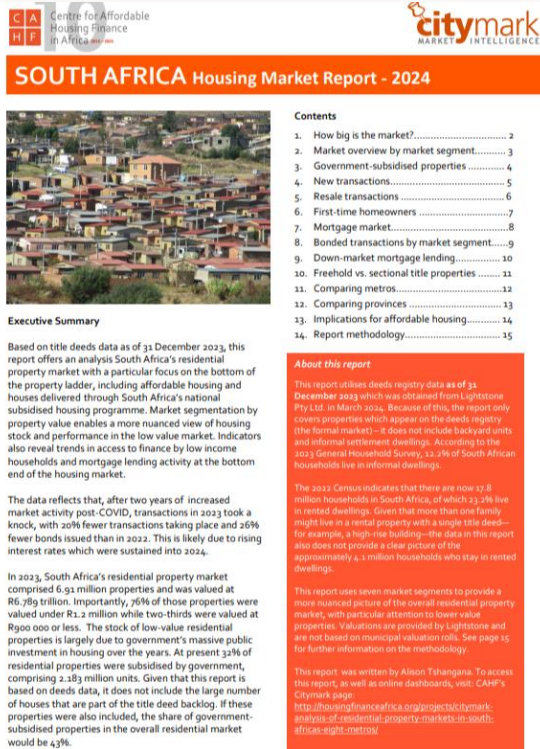 CA
HF
10
Centre for Affordable
Housing Finance
in Africa
citymark
MARKET INTELLIGENCE
SOUTH AFRICA Housing Market Report - 2024
Executive Summary
Based on title deeds data as of 31 December 2023, this
report offers an analysis South Africa's residential
property market with a particular focus on the bottom of
the property ladder, including affordable housing and
houses delivered through South Africa's national
subsidised housing programme. Market segmentation by
property value enables a more nuanced view of housing
stock and performance in the low value market. Indicators
also reveal trends in access to finance by low income
households and mortgage lending activity at the bottom
end of the housing market.
The data reflects that, after two years of increased
market activity post-COVID, transactions in 2023 took a
knock, with 20% fewer transactions taking place and 26%
fewer bonds issued than in 2022. This is likely due to rising
interest rates which were sustained into 2024.
In 2023, South Africa's residential property market
comprised 6.91 million properties and was valued at
R6.789 trillion. Importantly, 76% of those properties were
valued under R1.2 million while two-thirds were valued at
R900 000 or less. The stock of low-value residential
properties is largely due to government's massive public
investment in housing over the years. At present 32% of
residential properties were subsidised by government,
comprising 2.183 million units. Given that this report is
based on deeds data, it does not include the large number
of houses that are part of the title deed backlog. If these
properties were also included, the share of government-
subsidised properties in the overall residential market
would be 43%.
Contents
1. How big is the market?.................................. 2
2. Market overview by market segment........... 3
3. Government-subsidised properties ............. 4
4. New transactions.......................................... 5
5. Resale transactions ...................................... 6
6. First-time homeowners ................................7
7. Mortgage market..........................................8
8. Bonded transactions by market segment......9
9. Down-market mortgage lending................. 10
10. Freehold vs. sectional title properties ........ 11
11. Comparing metros.......................................12
12. Comparing provinces .................................. 13
13. Implications for affordable housing............ 14
14. Report methodology................................... 15
About this report
This report utilises deeds registry data as of 31
December 2023 which was obtained from Lightstone
Pty Ltd. in March 2024. Because of this, the report only
covers properties which appear on the deeds registry
(the formal market) – it does not include backyard units
and informal settlement dwellings. According to the
2023 General Household Survey, 12.2% of South African
households live in informal dwellings.
The 2022 Census indicates that there are now 17.8
million households in South Africa, of which 23.2% live
in rented dwellings. Given that more than one family
might live in a rental property with a single title deed—
for example, a high-rise building—the data in this report
also does not provide a clear picture of the
approximately 4.1 million households who stay in rented
dwellings.
This report uses seven market segments to provide a
more nuanced picture of the overall residential property
market, with particular attention to lower value
properties. Valuations are provided by Lightstone and
are not based on municipal valuation rolls. See page 15
for further information on the methodology.
This report was written by Alison Tshangana. To access
this report, as well as online dashboards, visit: CAHF's
Citymark page:
http://housingfinanceafrica.org/projects/citymark-
analysis-of-residential-property-markets-in-south-
africas-eight-metros/